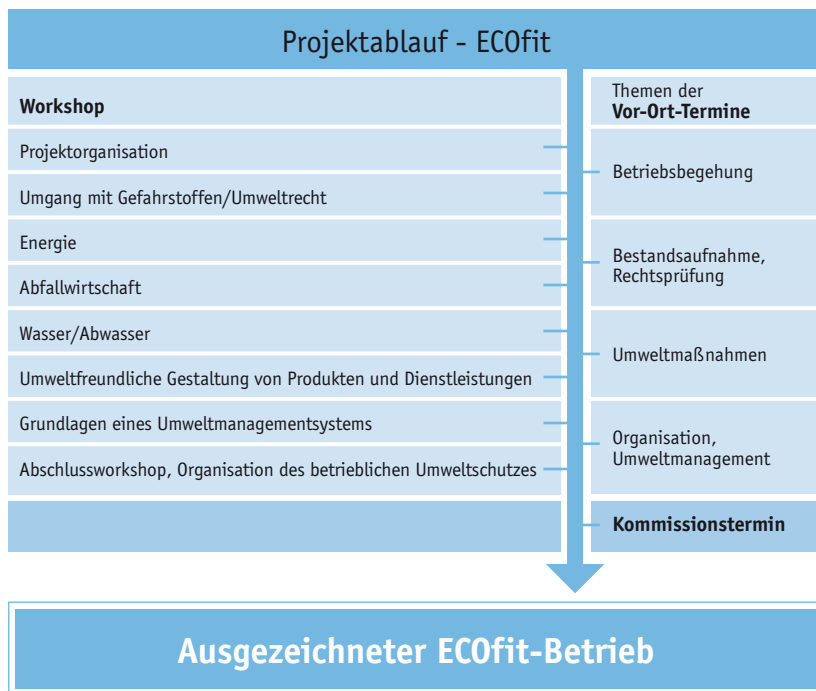 Projektablauf - ECOfit
Workshop
Themen der
Vor-Ort-Termine
Projektorganisation
Umgang mit Gefahrstoffen/Umweltrecht
Betriebsbegehung
Energie
Abfallwirtschaft
Bestandsaufnahme,
Rechtsprüfung
Wasser/Abwasser
Umweltfreundliche Gestaltung von Produkten und Dienstleistungen
Umweltmaßnahmen
Grundlagen eines Umweltmanagementsystems
Abschlussworkshop, Organisation des betrieblichen Umweltschutzes
Organisation,
Umweltmanagement
Kommissionstermin
Ausgezeichneter ECOfit-Betrieb